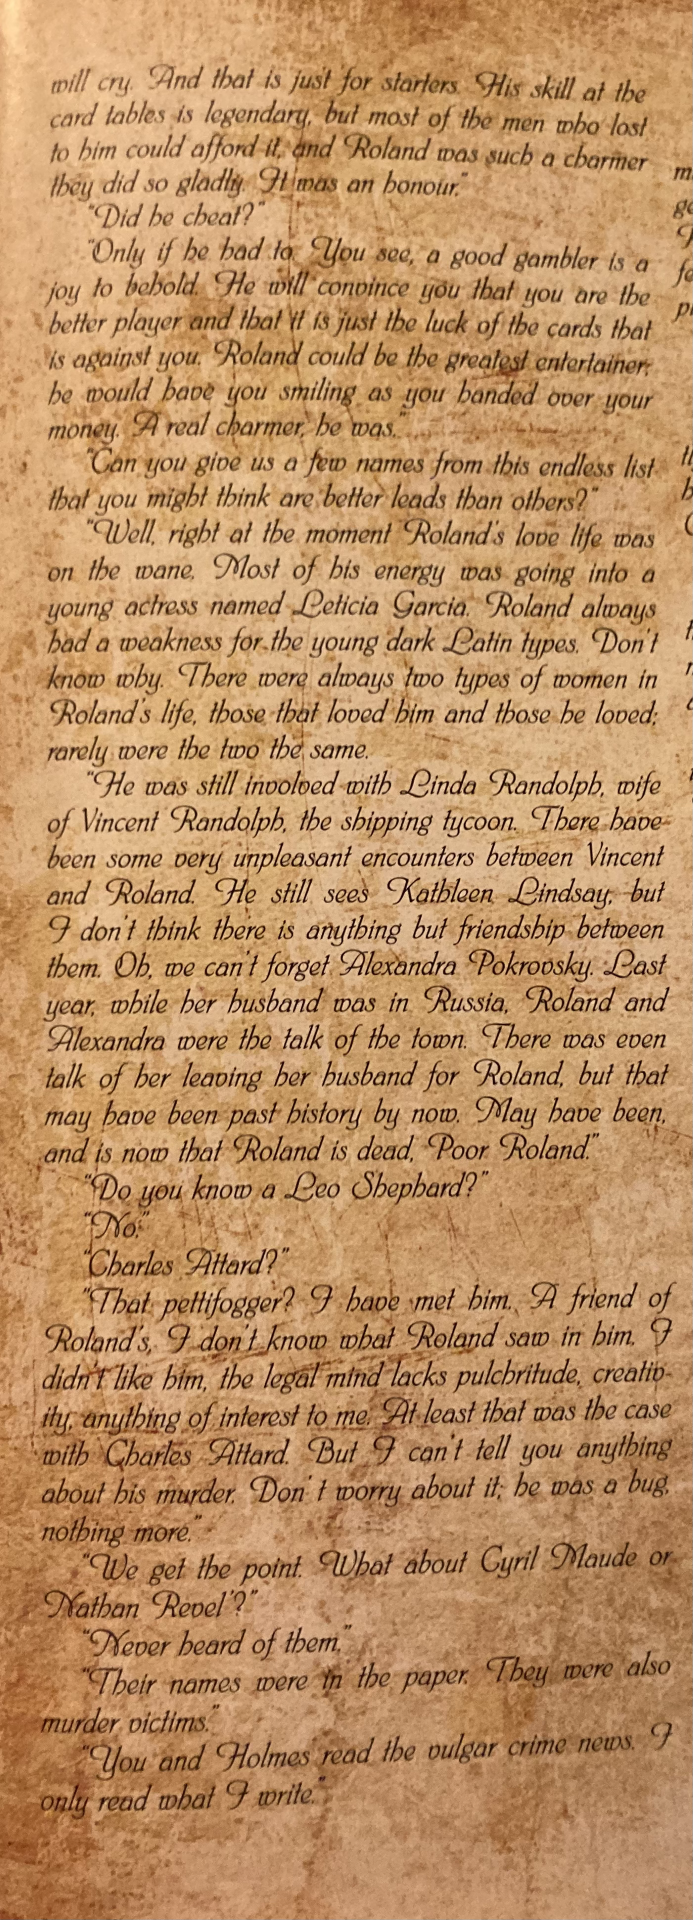 will cry. And that is just for starters. His skill at the
card tables is legendary, but most of the men who lost
to him could afford it, and Roland was such a charmer
they did so gladly. It was an honour."
"Did he cheat?"
"Only if he had to. You see, a good gambler is a
joy to behold. He will convince you that you are the
better player and that it is just the luck of the cards that
is against you. Roland could be the greatest entertainer;
he would have you smiling as you handed over your
money. A real charmer, he was."
"Can you give us a few names from this endless list
that you might think are better leads than others?"
"Well, right at the moment Roland's love life was
on the wane. Most of his energy was going into a
young actress named Leticia Garcia. Roland always
had a weakness for the young dark Latin types. Don't
know why. There were always two types of women in
Roland's life, those that loved him and those he loved;
rarely were the two the same.
"He was still involved with Linda Randolph, wife
of Vincent Randolph, the shipping tycoon. There have
been some very unpleasant encounters between Vincent
and Roland. He still sees Kathleen Lindsay, but
I don't think there is anything but friendship between
them. Oh, we can't forget Alexandra Pokrovsky. Last
year, while her husband was in Russia, Roland and
Alexandra were the talk of the town. There was even
talk of her leaving her husband for Roland, but that
may have been past history by now. May have been,
and is now that Roland is dead, Poor Roland."
"Do you know a Leo Shephard?"
"No."
"Charles Attard?"
"That pettifogger? I have met him. A friend of
Roland's, I don't know what Roland saw in him. I
didn't like him, the legal mind lacks pulchritude, creativ-
ity, anything of interest to me. At least that was the case
with Charles Attard. But I can't tell you anything
about his murder. Don't worry about it; he was a bug,
nothing more."
"We get the point. What about Cyril Maude or
Nathan Revel'?"
"Never heard of them."
"Their names were in the paper. They were also
murder victims."
"You and Holmes read the vulgar crime news. I
only read what I write."